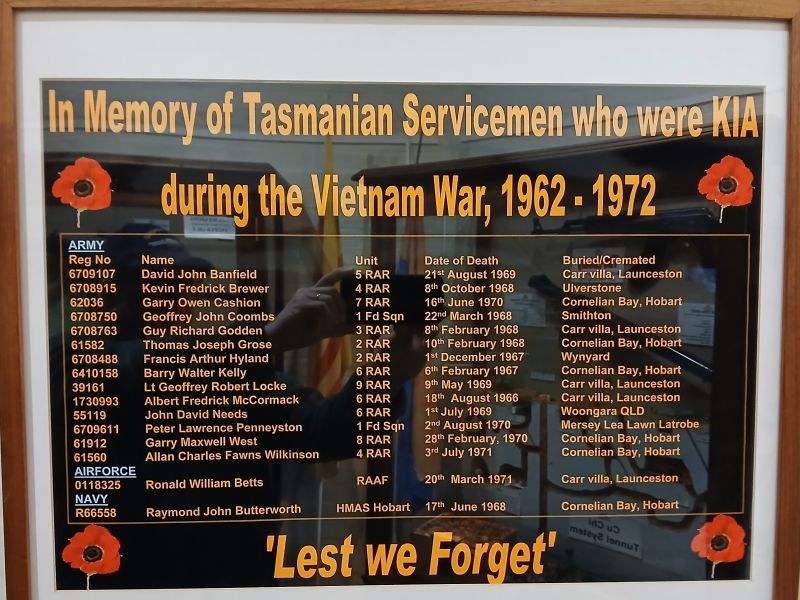 In Memory of Tasmanian Servicemen who were KIA
during the Vietnam War, 1962 - 1972
ARMY
Reg No Name Unit Date of Death Buried/Cremated
6709107 David John Banfield 5 RAR 21st August 1969 Carr villa, Launceston
6708915 Kevin Fredrick Brewer 4 RAR 8th October 1968 Ulverstone
62036 Garry Owen Cashion 7 RAR 16th June 1970 Cornelian Bay, Hobart
6708750 Geoffrey John Coombs 1 Fd Sqn 22nd March 1968 Smithton
6708763 Guy Richard Godden 3 RAR 8th February 1968 Carr villa, Launceston
61582 Thomas Joseph Grose 2 RAR 10th February 1968 Cornelian Bay, Hobart
6708488 Francis Arthur Hyland 2 RAR 1st December 1967 Wynyard
6410158 Barry Walter Kelly 6 RAR 6th February 1967 Cornelian Bay, Hobart
39161 Lt Geoffrey Robert Locke 9 RAR 9th May 1969 Carr villa, Launceston
1730993 Albert Fredrick McCormack 6 RAR 18th August 1966 Carr villa, Launceston
55119 John David Needs 6 RAR 1st July 1969 Woongara QLD
6709611 Peter Lawrence Penneyston 1 Fd Sqn 2nd August 1970 Mersey Lea Lawn Latrobe
61912 Garry Maxwell West 8 RAR 28th February, 1970 Cornelian Bay, Hobart
61560 Allan Charles Fawns Wilkinson 4 RAR 3rd July 1971 Cornelian Bay, Hobart
AIRFORCE
0118325 Ronald William Betts RAAF 20th March 1971 Carr villa, Launceston
NAVY
R66558 Raymond John Butterworth HMAS Hobart 17th June 1968 Cornelian Bay, Hobart
Cu Chi
Tunnel System
'Lest we Forget'